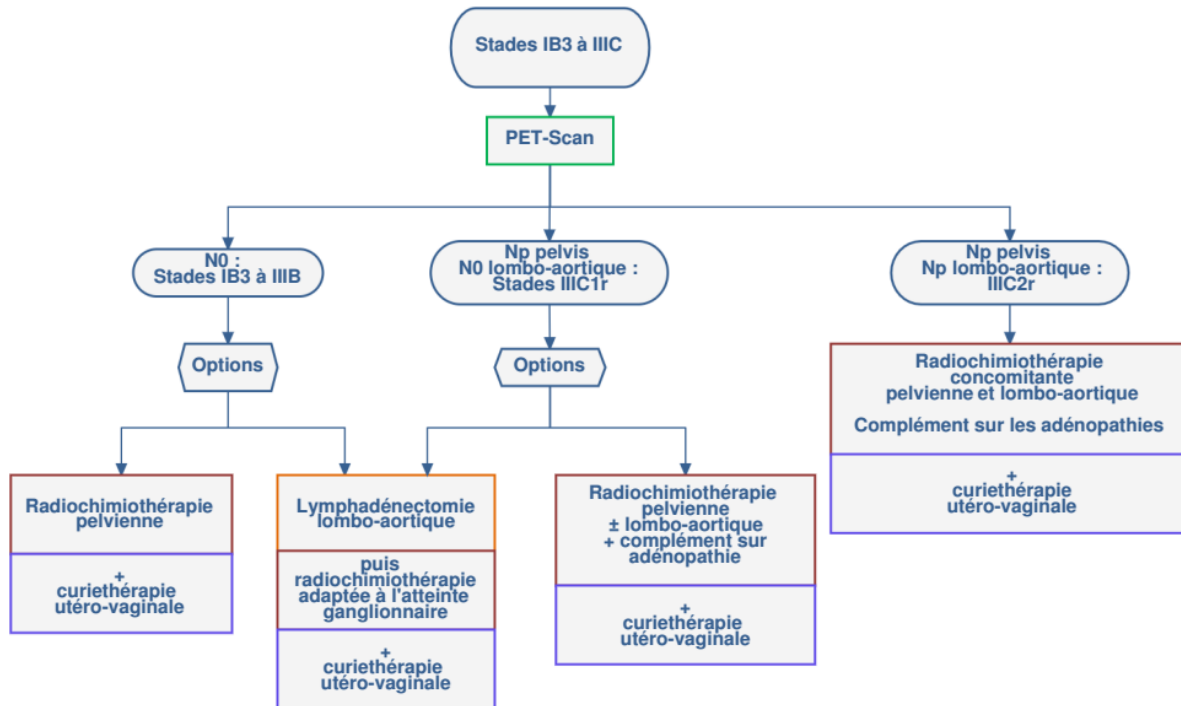 Stades IB3 à IIIC
PET-Scan
N0 :
Stades IB3 à IIIB
Np pelvis
N0 lombo-aortique :
Stades IIIC1r
Np pelvis
Np lombo-aortique :
IIIC2r
Options
Options
Radiochimiothérapie
concomitante
pelvienne et lombo-aortique
Complément sur les adénopathies
+
curiethérapie
utéro-vaginale
Radiochimiothérapie
pelvienne
+
curiethérapie
utéro-vaginale
Lymphadénectomie
lombo-aortique
puis
radiochimiothérapie
adaptée à l'atteinte
ganglionnaire
+
curiethérapie
utéro-vaginale
Radiochimiothérapie
pelvienne
± lombo-aortique
+ complément sur
adénopathie
+
curiethérapie
utéro-vaginale